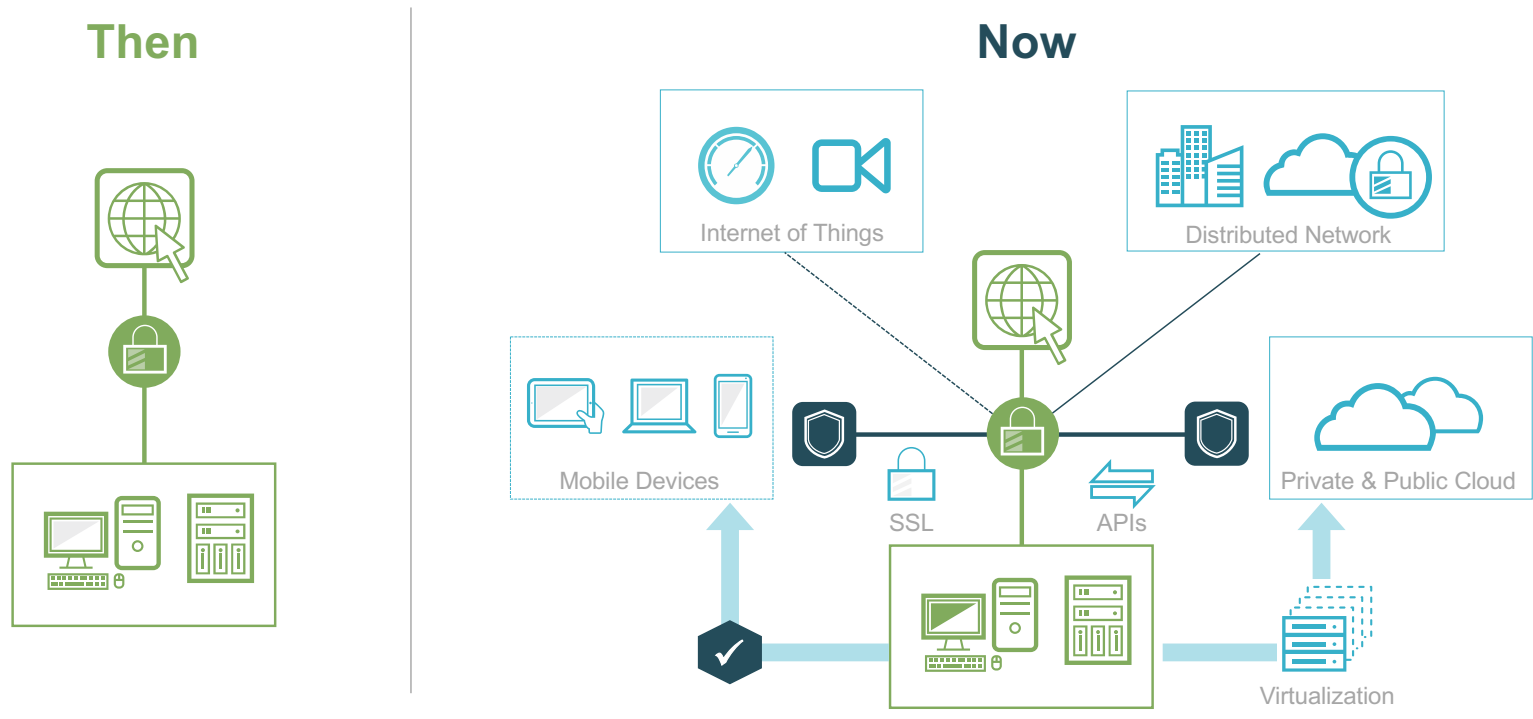 Then
Now
Internet of Things
Distributed Network
Mobile Devices
Private & Public Cloud
SSL
APIs
Virtualization